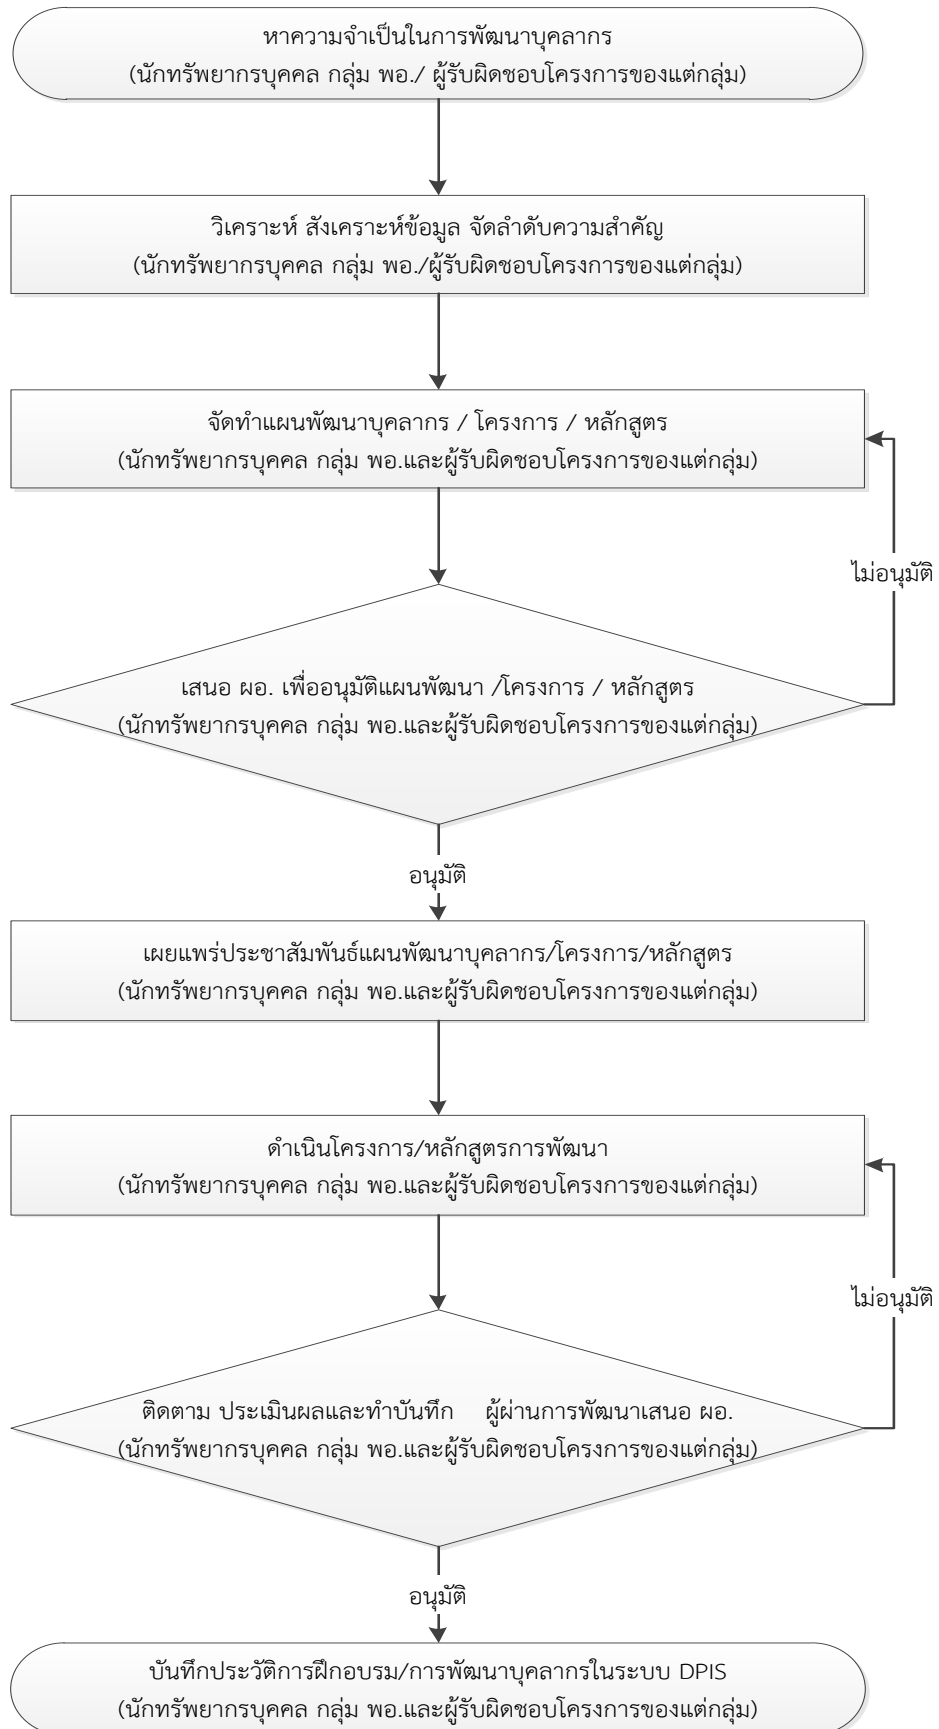 หาความจำเป็นในการพัฒนาบุคลากร
(นักทรัพยากรบุคคล กลุ่ม พอ./ ผู้รับผิดชอบโครงการของแต่กลุ่ม)
วิเคราะห์ สังเคราะห์ข้อมูล จัดลำดับความสำคัญ
(นักทรัพยากรบุคคล กลุ่ม พอ./ผู้รับผิดชอบโครงการของแต่กลุ่ม)
จัดทำแผนพัฒนาบุคลากร / โครงการ / หลักสูตร
(นักทรัพยากรบุคคล กลุ่ม พอ.และผู้รับผิดชอบโครงการของแต่กลุ่ม)
ไม่อนุมัติ
เสนอ ผอ. เพื่ออนุมัติแผนพัฒนา /โครงการ / หลักสูตร
(นักทรัพยากรบุคคล กลุ่ม พอ.และผู้รับผิดชอบโครงการของแต่กลุ่ม)
อนุมัติ
เผยแพร่ประชาสัมพันธ์แผนพัฒนาบุคลากร/โครงการ/หลักสูตร
(นักทรัพยากรบุคคล กลุ่ม พอ.และผู้รับผิดชอบโครงการของแต่กลุ่ม)
ดำเนินโครงการ/หลักสูตรการพัฒนา
(นักทรัพยากรบุคคล กลุ่ม พอ.และผู้รับผิดชอบโครงการของแต่กลุ่ม)
ไม่อนุมัติ
ติดตาม ประเมินผลและทำบันทึก ผู้ผ่านการพัฒนาเสนอ ผอ.
(นักทรัพยากรบุคคล กลุ่ม พอ.และผู้รับผิดชอบโครงการของแต่กลุ่ม)
อนุมัติ
บันทึกประวัติการฝึกอบรม/การพัฒนาบุคลากรในระบบ DPIS
(นักทรัพยากรบุคคล กลุ่ม พอ.และผู้รับผิดชอบโครงการของแต่กลุ่ม)